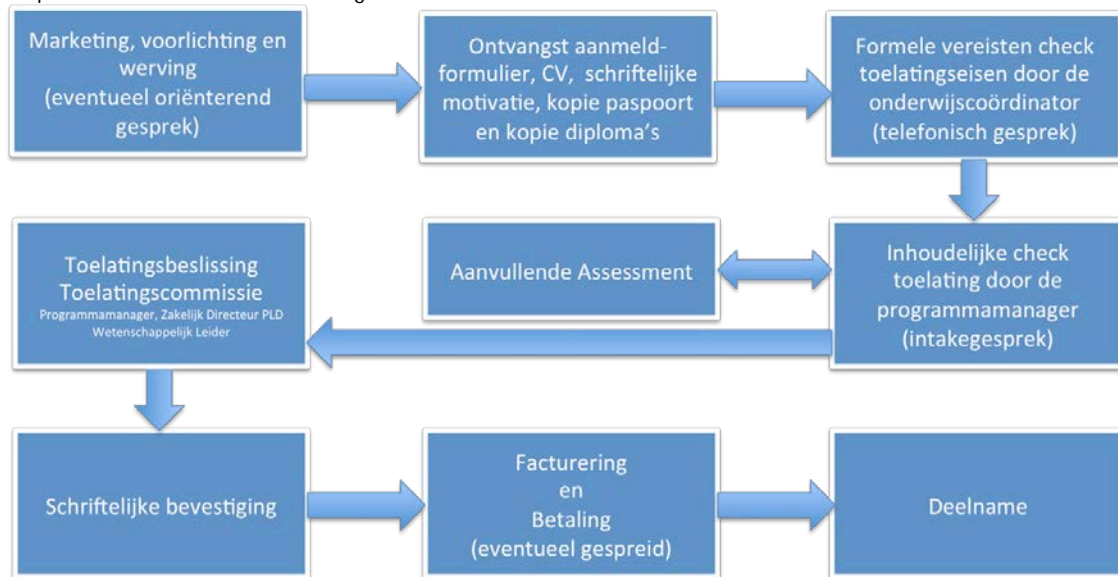 Marketing, voorlichting en
werving
(eventueel oriënterend
gesprek)
Ontvangst aanmeld-
formulier, CV, schriftelijke
motivatie, kopie paspoort
en kopie diploma's
Formele vereisten check
toelatingseisen door de
onderwijscoördinator
(telefonisch gesprek)
Toelatingsbeslissing
Toelatingscommissie
Programmamanager, Zakelijk Directeur PLD
Wetenschappelijk Leider
Aanvullende Assessment
Inhoudelijke check
toelating door de
programmamanager
(intakegesprek)
Schriftelijke bevestiging
Facturering
en
Betaling
(eventueel gespreid)
Deelname